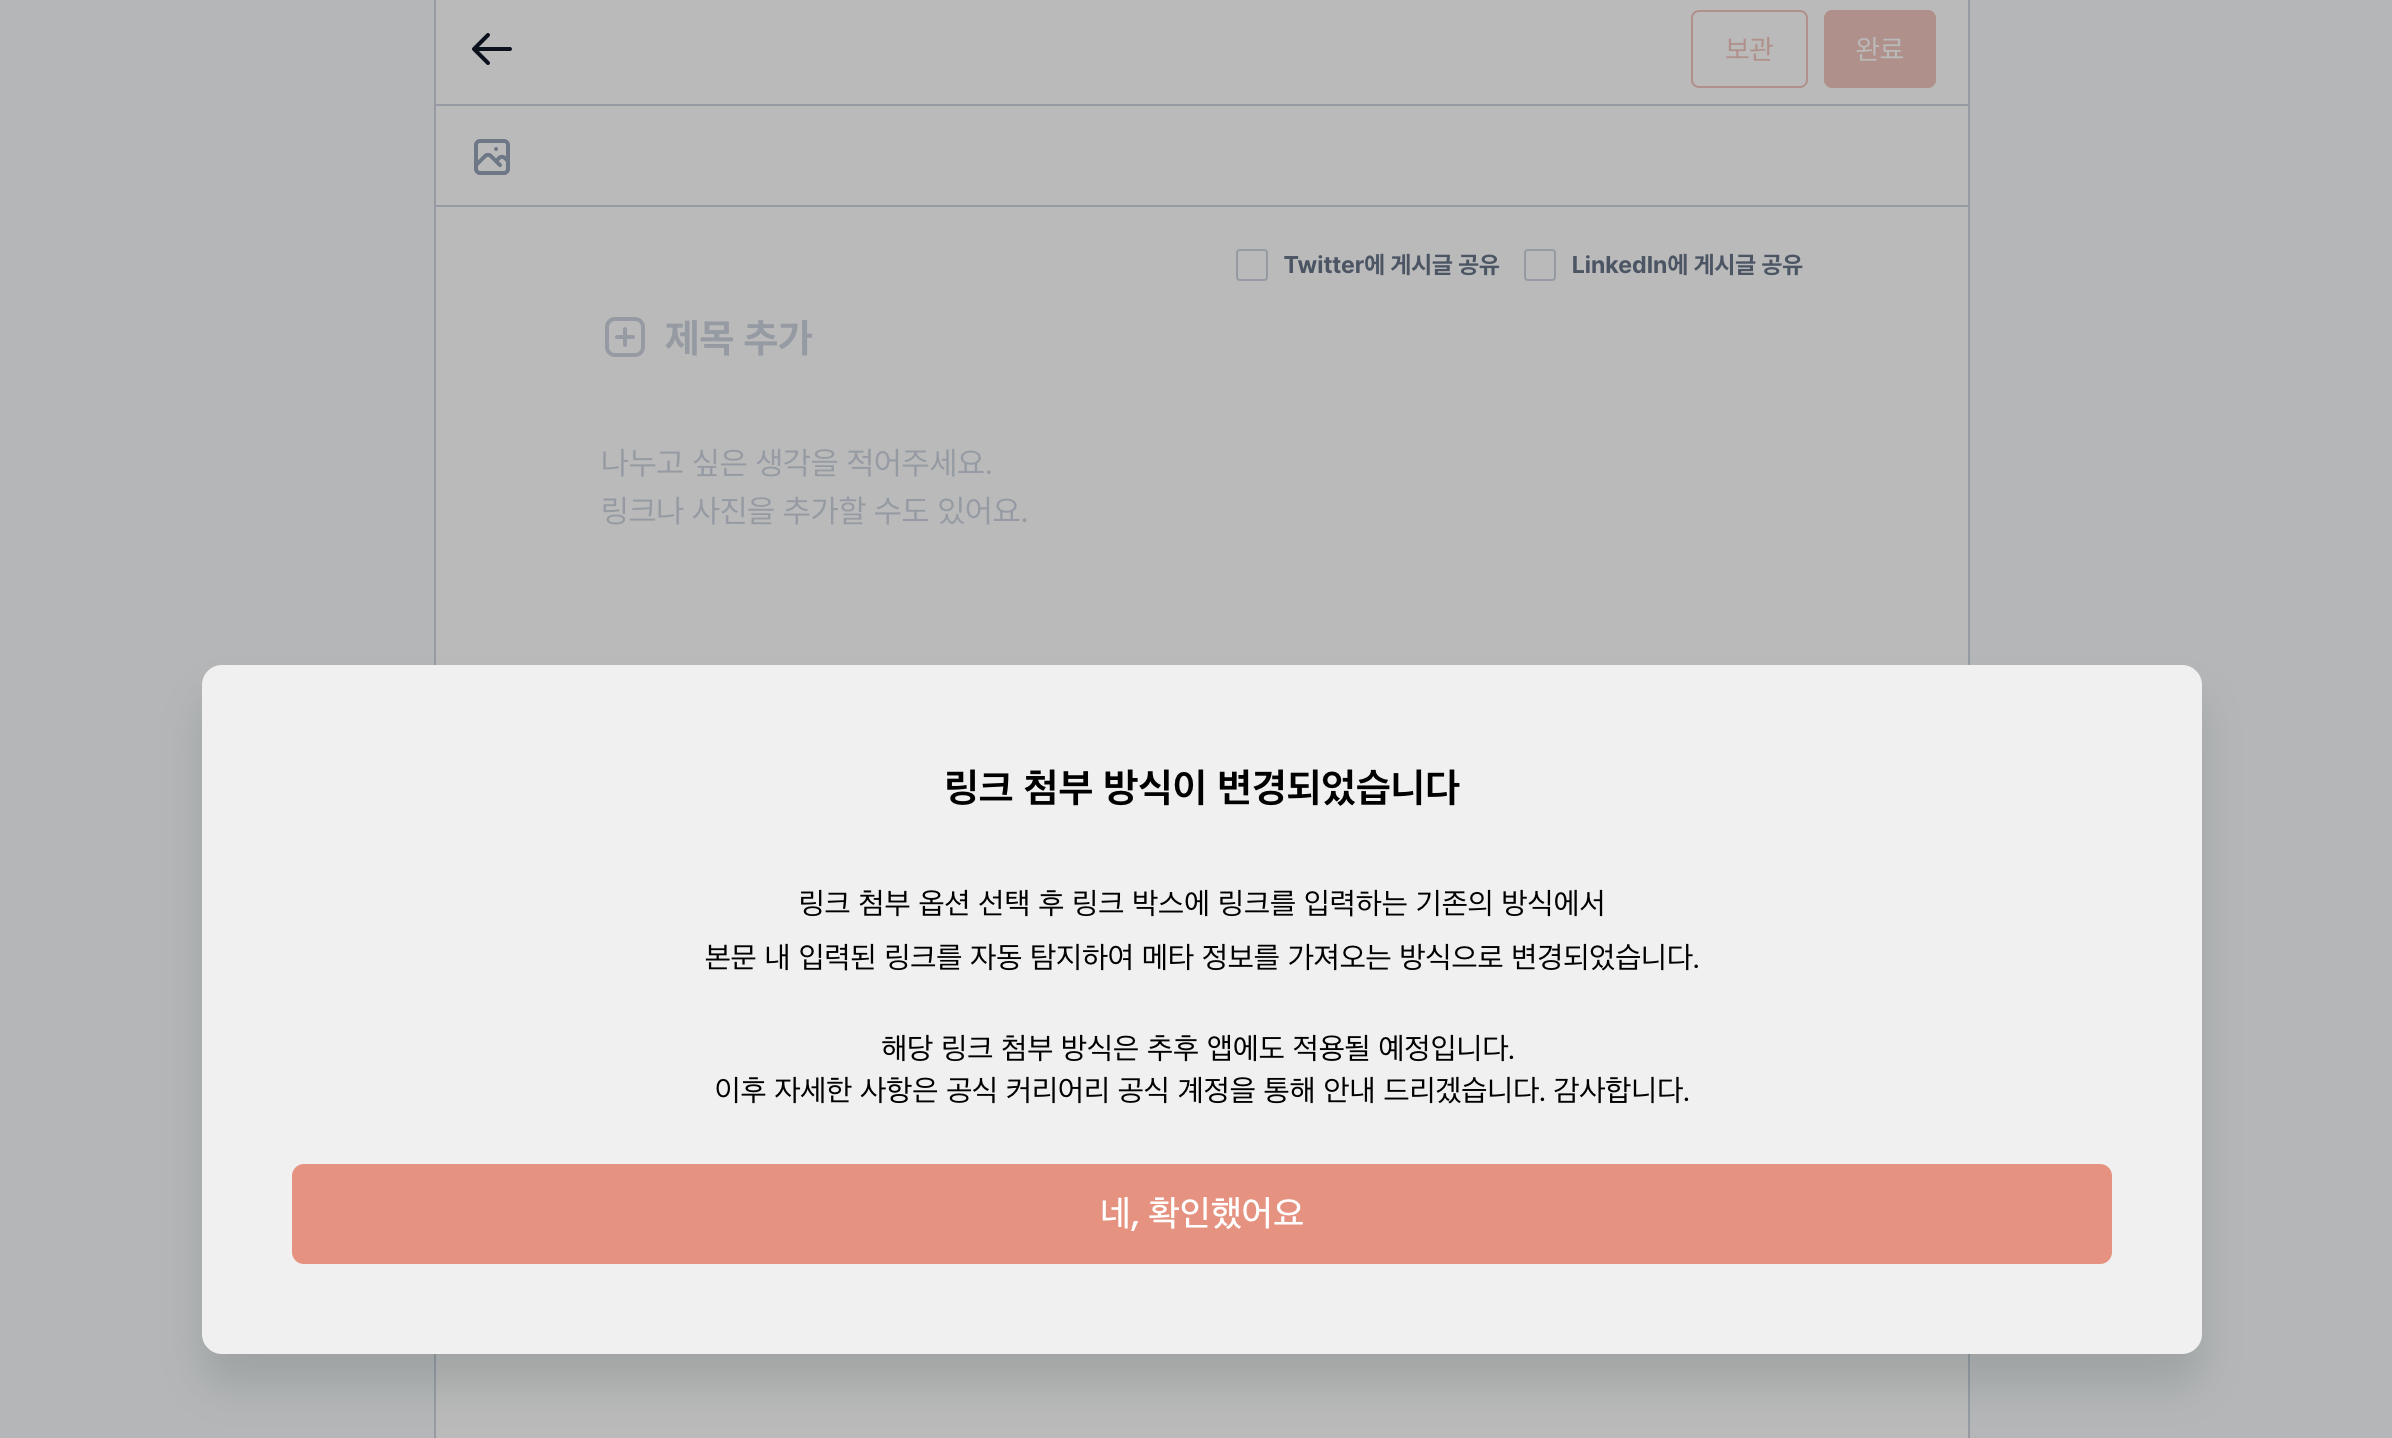 보관
완료
Twitter에 게시글 공유
LinkedIn에 게시글 공유
제목 추가
나누고 싶은 생각을 적어주세요.
링크나 사진을 추가할 수도 있어요.
링크 첨부 방식이 변경되었습니다
링크 첨부 옵션 선택 후 링크 박스에 링크를 입력하는 기존의 방식에서
본문 내 입력된 링크를 자동 탐지하여 메타 정보를 가져오는 방식으로 변경되었습니다.
해당 링크 첨부 방식은 추후 앱에도 적용될 예정입니다.
이후 자세한 사항은 공식 커리어리 공식 계정을 통해 안내 드리겠습니다. 감사합니다.
네, 확인했어요